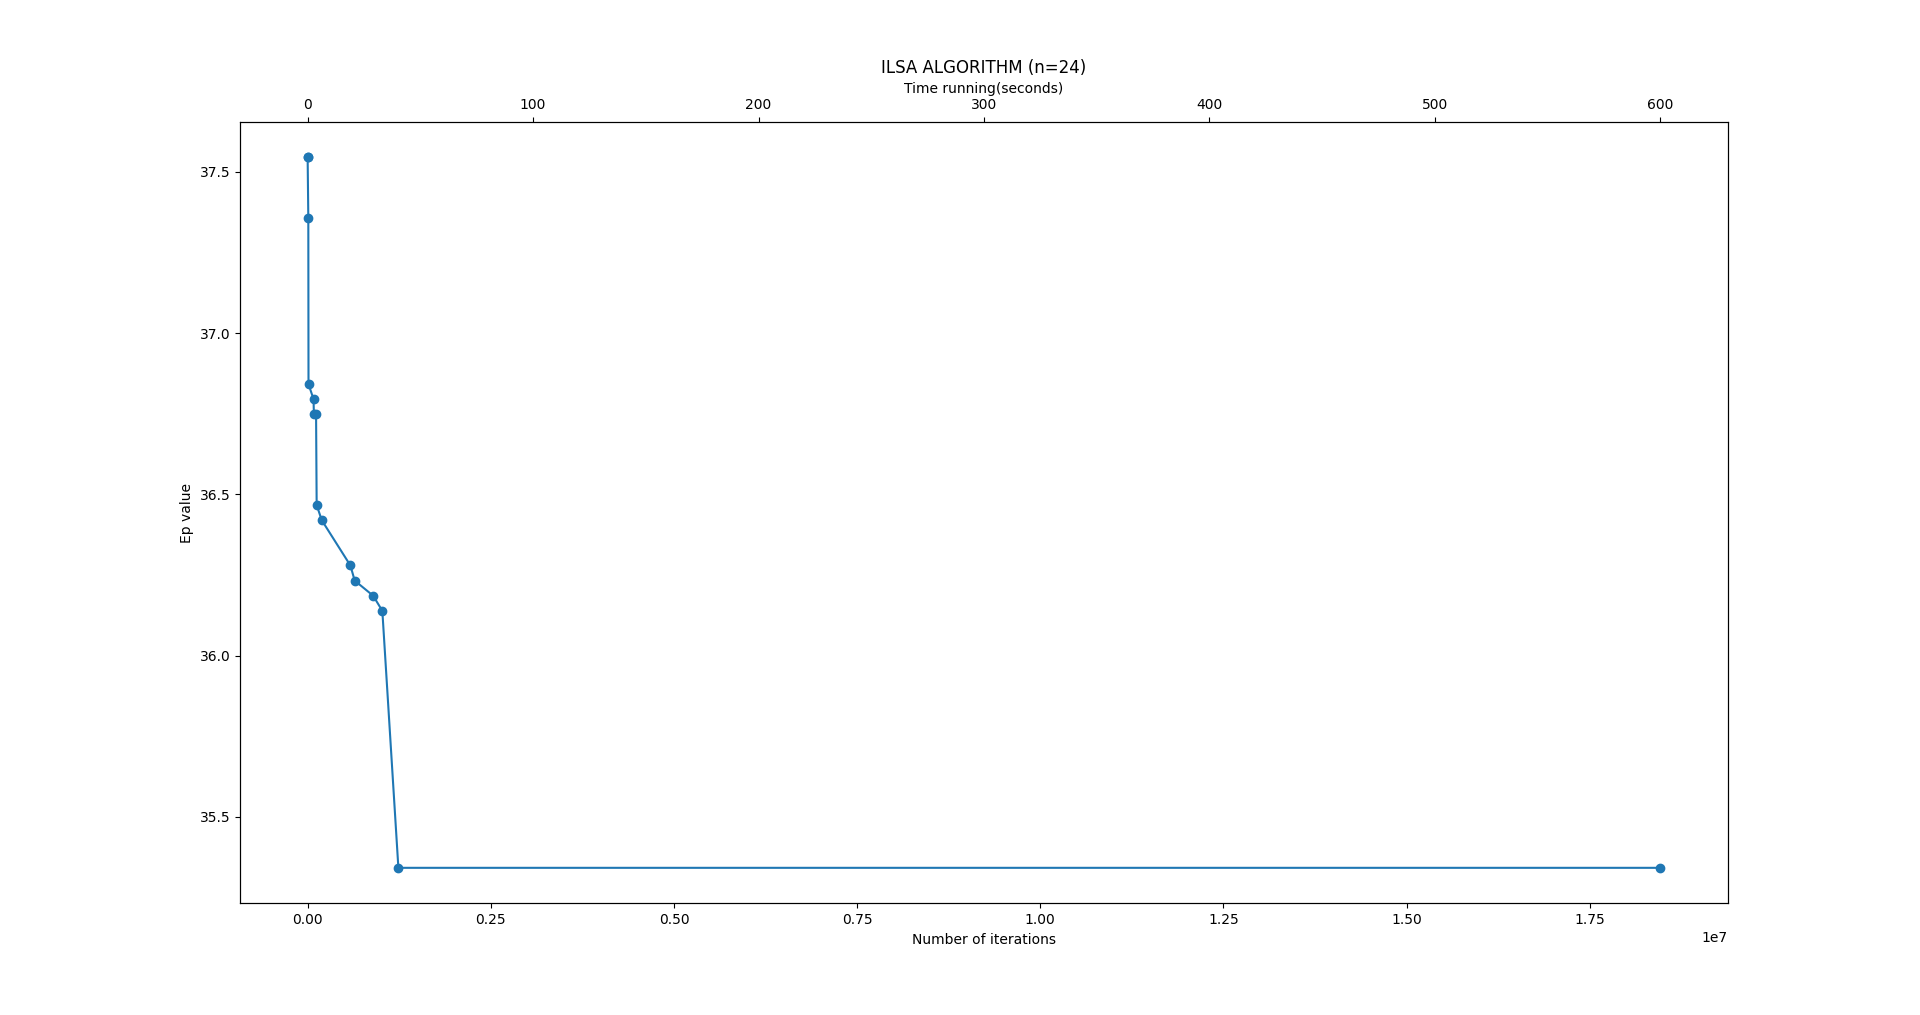 ILSA ALGORITHM (n=24)
Time running(seconds)
0 100 200 300 400 500 600
37.5
37.0
36.5
36.0
35.5
Ep value
0.00 0.25 0.50 0.75 1.00 1.25 1.50 1.75
Number of iterations
1e7